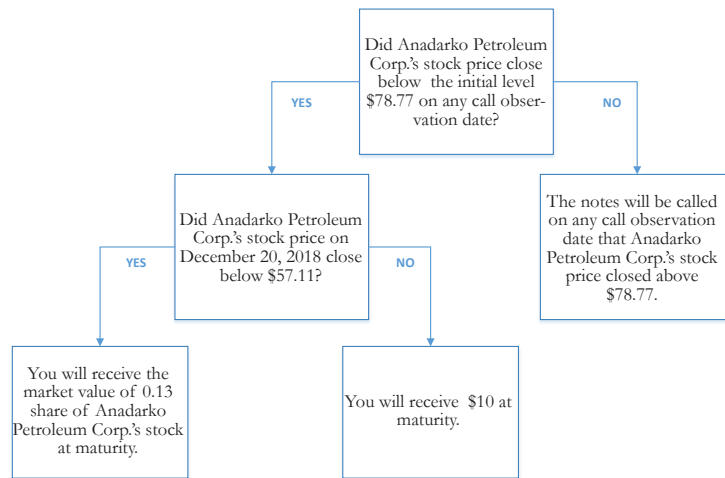 Did Anadarko Petroleum
Corp.'s stock price close
below the initial level
$78.77 on any call obser-
vation date?
YES
NO
Did Anadarko Petroleum
Corp.'s stock price on
December 20, 2018 close
below $57.11?
The notes will be called
on any call observation
date that Anadarko
Petroleum Corp.'s stock
price closed above
$78.77.
YES
NO
You will receive the
market value of 0.13
share of Anadarko
Petroleum Corp.'s stock
at maturity.
You will receive $10 at
maturity.